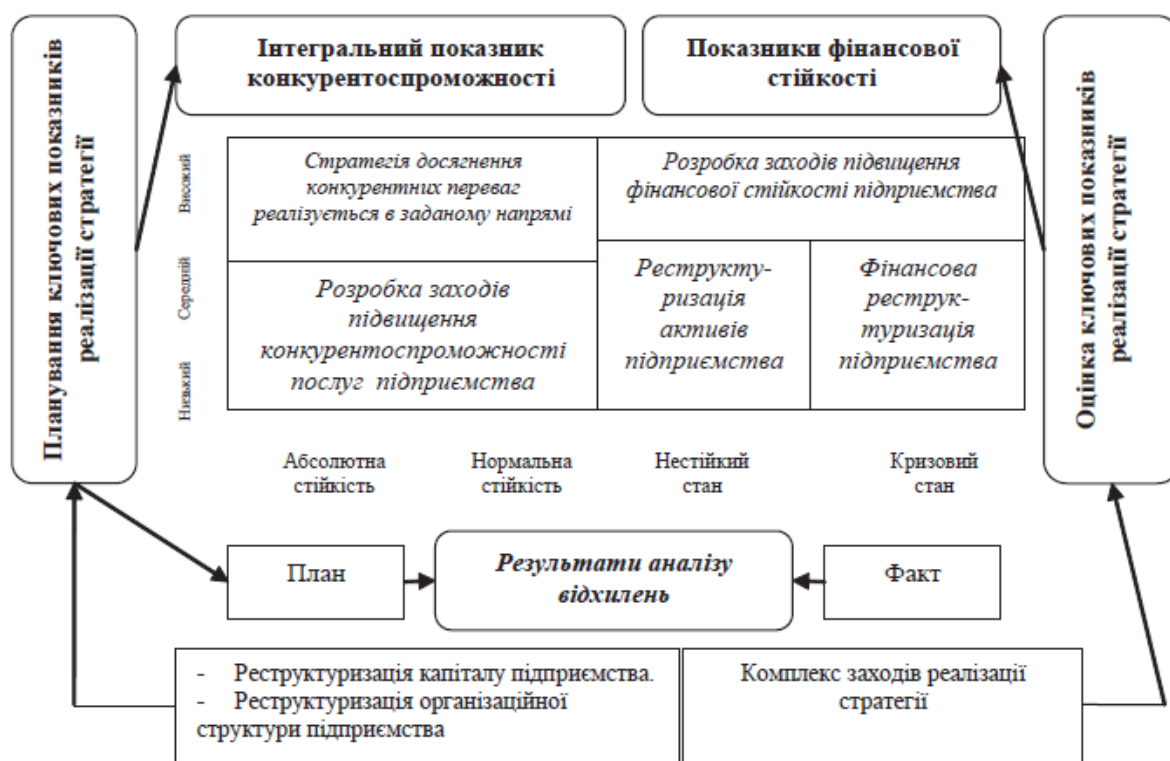 Планування ключових показників
реалізації стратегії
Інтегральний показник
конкурентоспроможності
Показники фінансової
стійкості
Оцінка ключових показників
реалізації стратегії
Високий
Середній
Низький
Стратегія досягнення
конкурентних переваг
реалізується в заданому напрямі
Розробка заходів підвищення
фінансової стійкості підприємства
Розробка заходів
підвищення
конкурентоспроможності
послуг підприємства
Реструкту-
ризація
активів
підприємства
Фінансова
реструк-
туризація
підприємства
Абсолютна
стійкість
Нормальна
стійкість
Нестійкий
стан
Кризовий
стан
План
Результати аналізу
відхилень
Факт
- Реструктуризація капіталу підприємства.
- Реструктуризація організаційної
структури підприємства
Комплекс заходів реалізації
стратегії